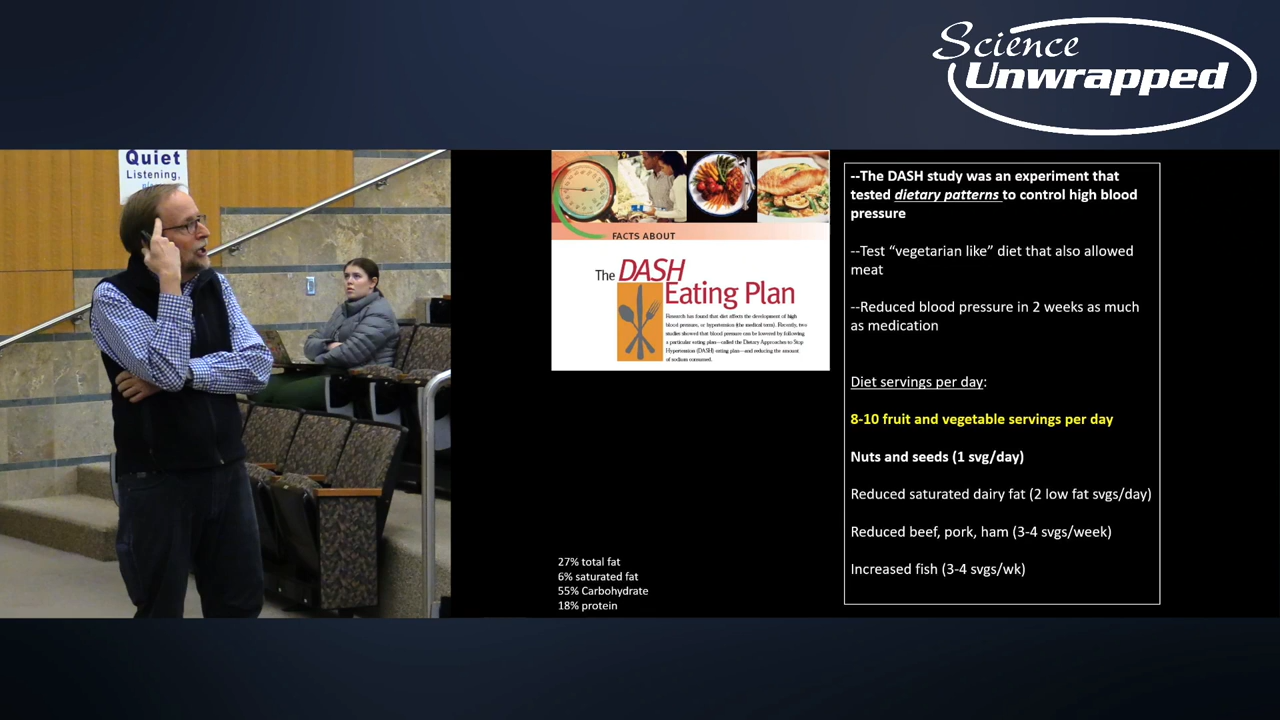 Science
Unwrapped
Quiet
Listening,
FACTS ABOUT
The DASH
Eating Plan
Research has found that diet affects the development of high
blood pressure, or hypertension (the medical term). Recently, two
studies showed that blood pressure can be lowered by following
a particular eating plan—called the Dietary Approaches to Stop
Hypertension (DASH) eating plan—and reducing the amount
of sodium consumed.
27% total fat
6% saturated fat
55% Carbohydrate
18% protein
--The DASH study was an experiment that
tested dietary patterns to control high blood
pressure
--Test “vegetarian like” diet that also allowed
meat
--Reduced blood pressure in 2 weeks as much
as medication
Diet servings per day:
8-10 fruit and vegetable servings per day
Nuts and seeds (1 svg/day)
Reduced saturated dairy fat (2 low fat svgs/day)
Reduced beef, pork, ham (3-4 svgs/week)
Increased fish (3-4 svgs/wk)